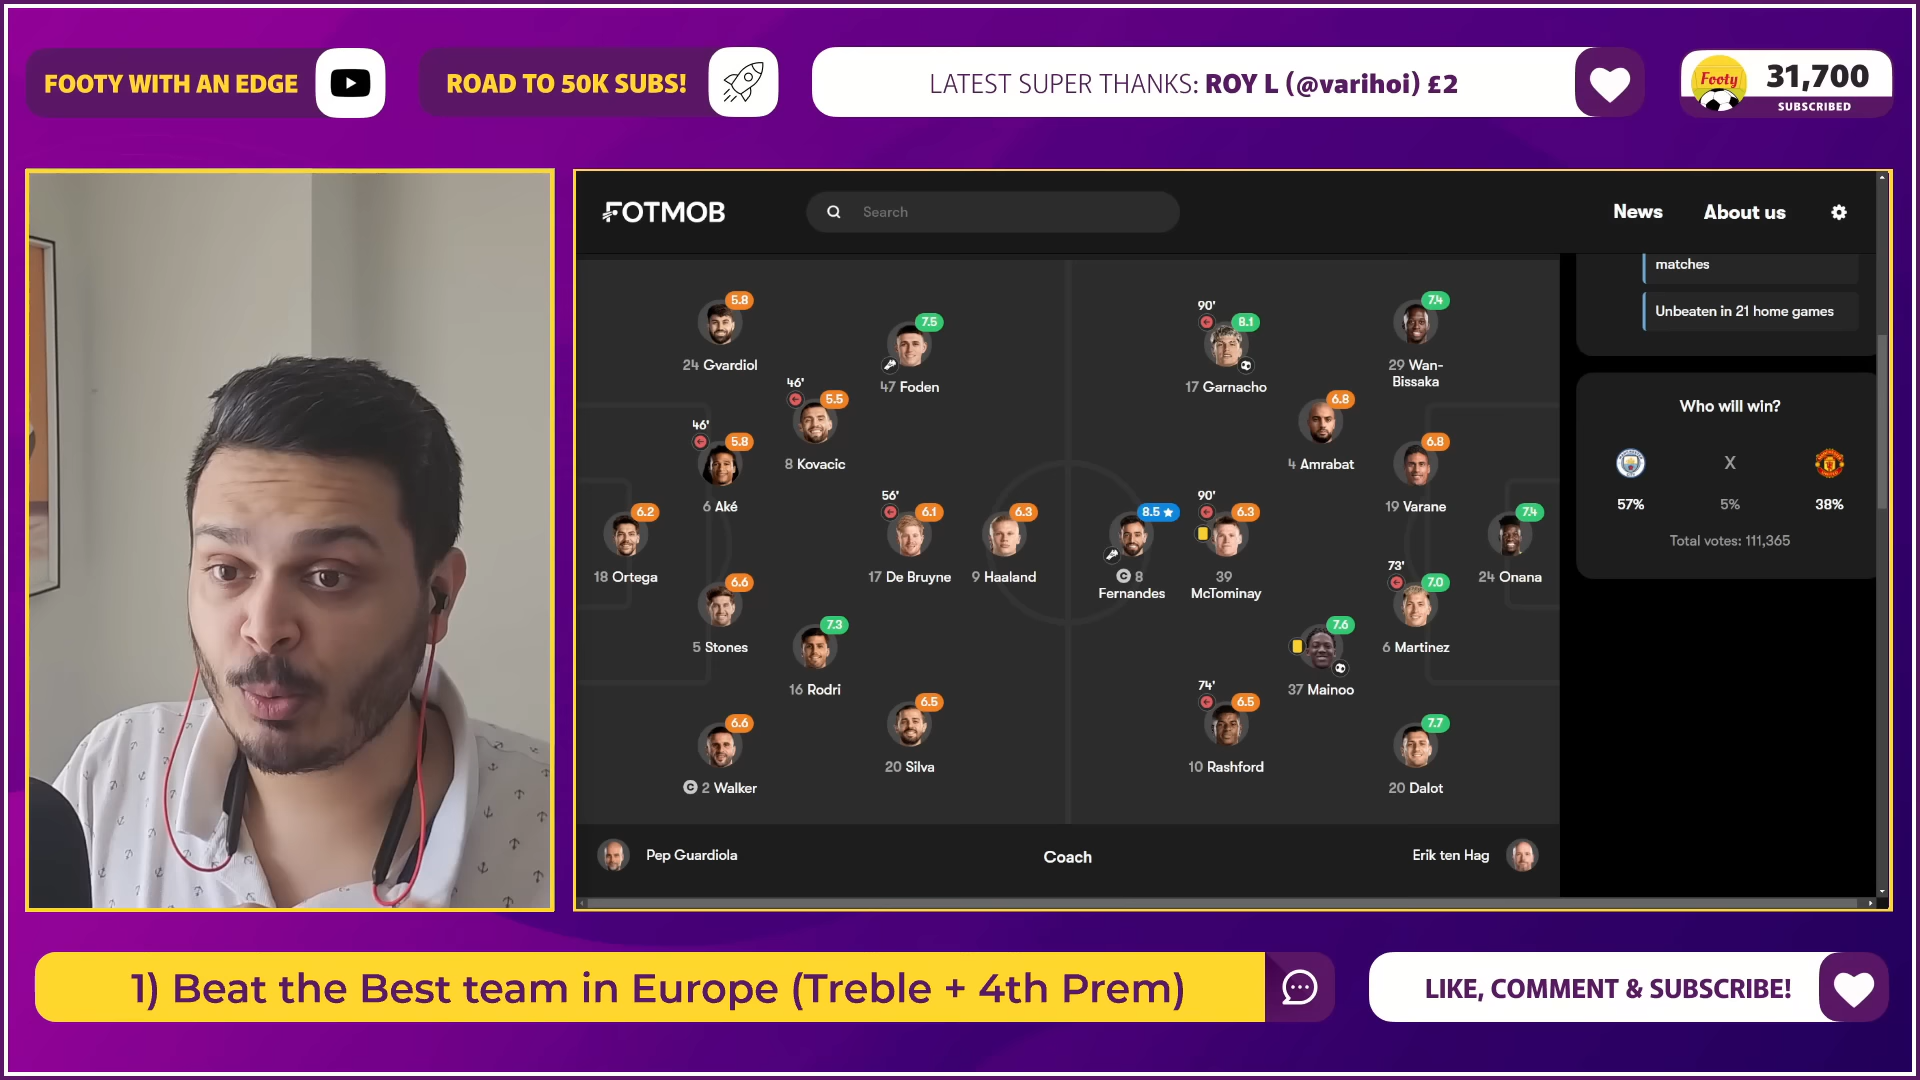 FOOTY WITH AN EDGE
ROAD TO 50K SUBS!
LATEST SUPER THANKS: ROY L (@varihoi) £2
Footy
31,700
SUBSCRIBED
FOTMOB
Search
News
About us
matches
Unbeaten in 21 home games
Who will win?
X
57%
5%
38%
Total votes: 111,365
5.8
24 Gvardiol
7.5
47 Foden
46'
5.5
8 Kovacic
46'
5.8
6 Aké
6.2
18 Ortega
56'
6.1
17 De Bruyne
6.3
9 Haaland
6.6
5 Stones
7.3
16 Rodri
6.6
C 2 Walker
6.5
20 Silva
90'
8.1
17 Garnacho
7.4
29 Wan-
Bissaka
6.8
4 Amrabat
6.8
19 Varane
8.5
C 8
Fernandes
90'
6.3
39
McTominay
7.4
24 Onana
73'
7.0
6 Martinez
7.6
37 Mainoo
74'
6.5
10 Rashford
7.7
20 Dalot
Pep Guardiola
Coach
Erik ten Hag
1) Beat the Best team in Europe (Treble + 4th Prem)
LIKE, COMMENT & SUBSCRIBE!